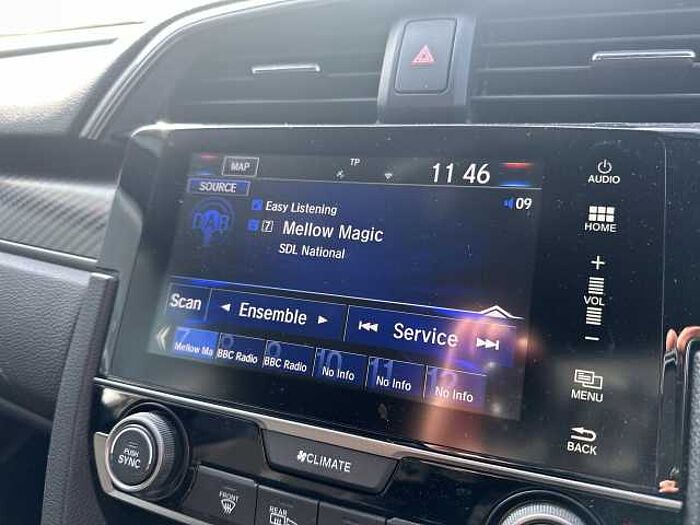 MAP
TP
11 46
SOURCE
DAB
Easy Listening
09
7 Mellow Magic
SDL National
Scan
Ensemble
Service
7
Mellow Ma
8
BBC Radio
9
BBC Radio
10
No Info
11
No Info
12
No Info
AUDIO
HOME
+
VOL
−
MENU
BACK
PUSH
SYNC
CLIMATE
FRONT
REAR